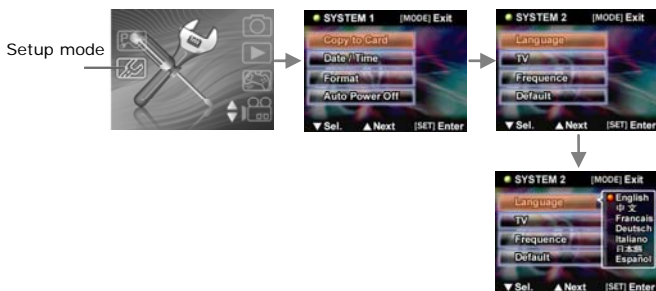 Setup mode
PC
SYSTEM 1 [MODE] Exit
Copy to Card
Date / Time
Format
Auto Power Off
▼ Sel. ▲ Next [SET] Enter
SYSTEM 2 [MODE] Exit
Language
TV
Frequence
Default
▼ Sel. ▲ Next [SET] Enter
SYSTEM 2 [MODE] Exit
Language
TV
Frequence
Default
English
中文
Francais
Deutsch
Italiano
日本語
Español
▼ Sel. ▲ Next [SET] Enter